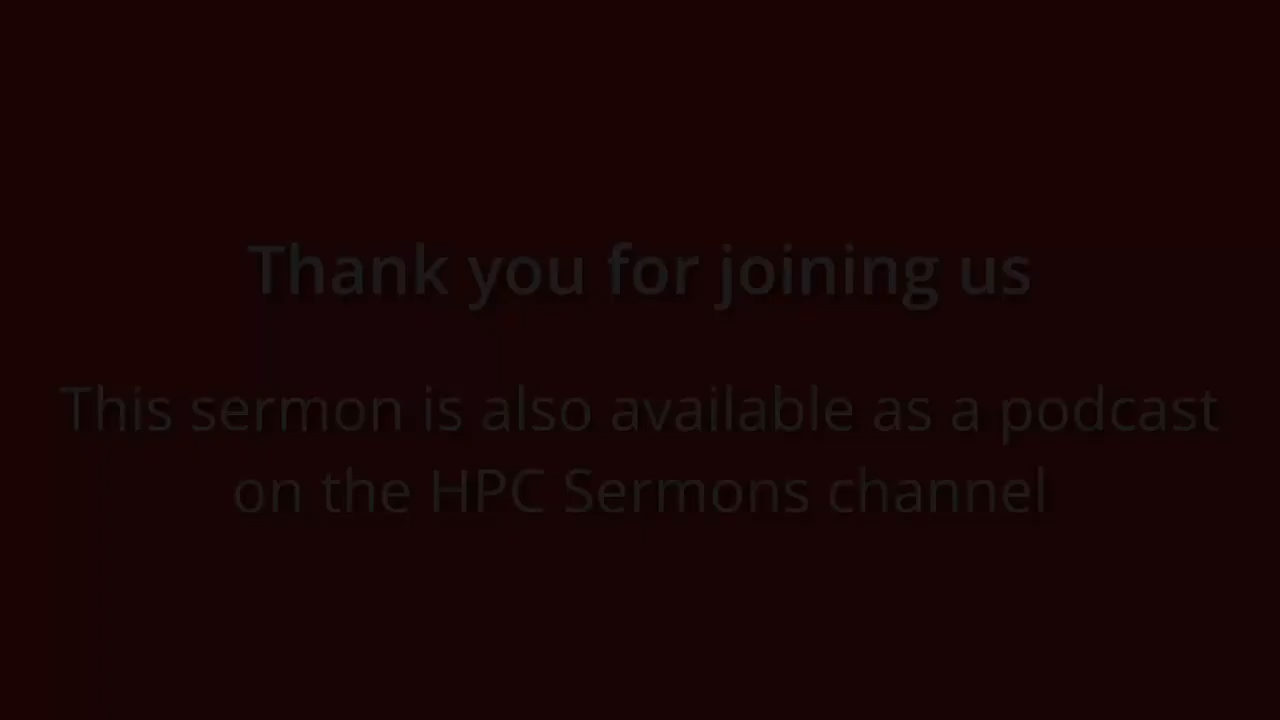 Thank you for joining us
This sermon is also available as a podcast
on the HPC Sermons channel